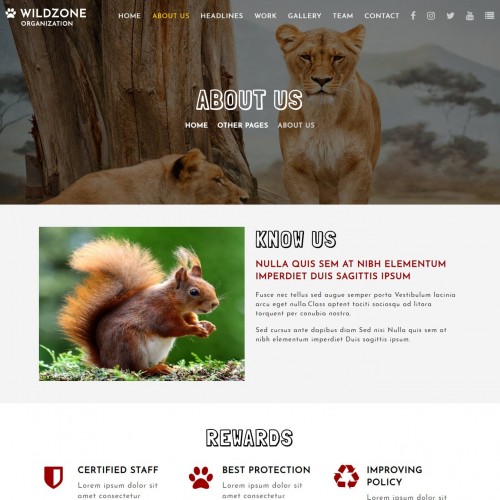 WILDZONE
ORGANIZATION
HOME ABOUT US HEADLINES WORK GALLERY TEAM CONTACT
ABOUT US
HOME OTHER PAGES ABOUT US
KNOW US
NULLA QUIS SEM AT NIBH ELEMENTUM
IMPERDIET DUIS SAGITTIS IPSUM
Fusce nec tellus sed augue semper porta Vestibulum lacinia
arcu eget nulla.Class aptent taciti sociosqu ad litora
torquent per conubia nostra.
Sed cursus ante dapibus diam Sed nisi Nulla quis sem at
nibh elementum imperdiet Duis sagittis ipsum.
REWARDS
CERTIFIED STAFF
Lorem ipsum dolor sit
amet consectetur
BEST PROTECTION
Lorem ipsum dolor sit
amet consectetur
IMPROVING
POLICY
Lorem ipsum dolor sit